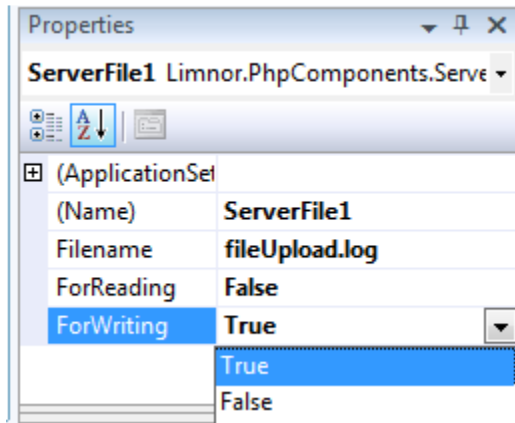 Properties
ServerFile1 Limnor.PhpComponents.Serve
A Z
(ApplicationSet
(Name) ServerFile1
Filename fileUpload.log
ForReading False
ForWriting True
True
False